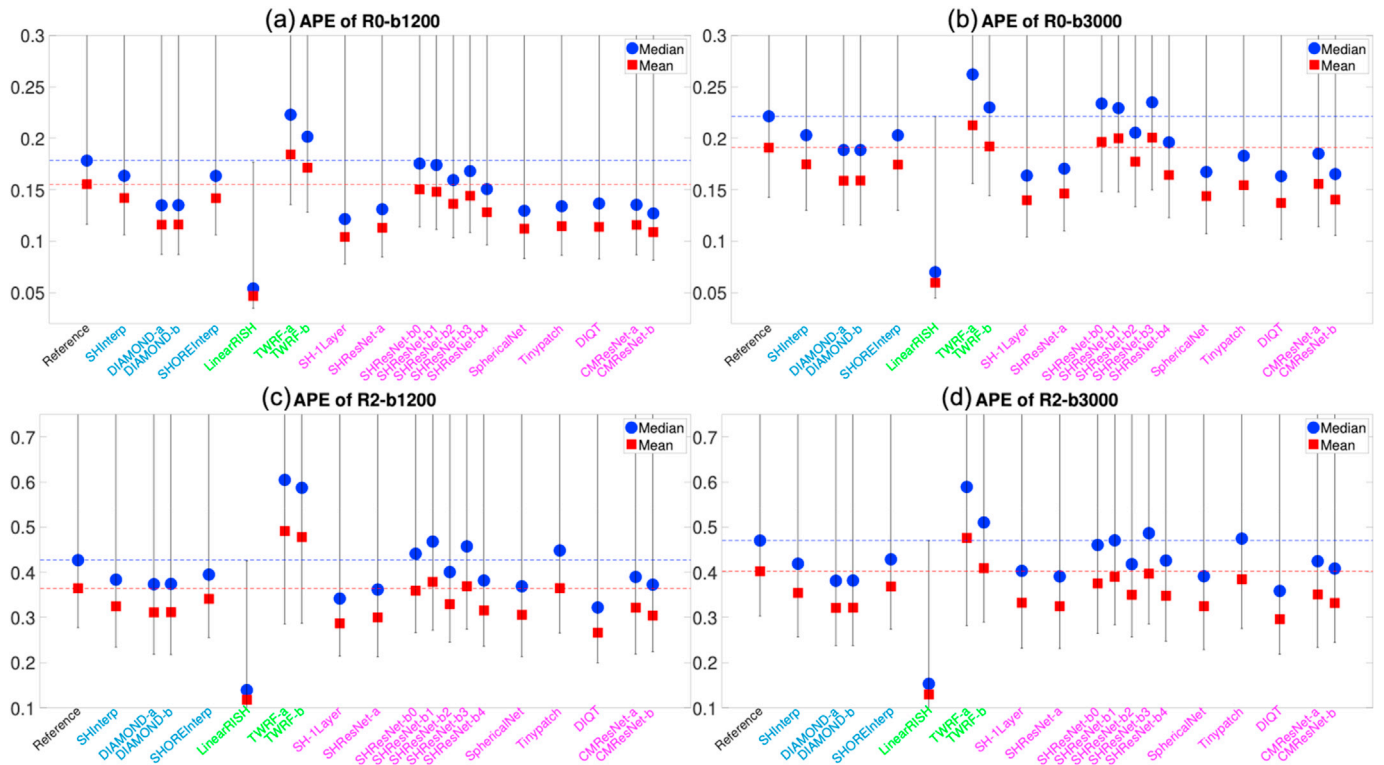 (a) APE of R0-b1200
0.3
0.25
0.2
0.15
0.1
0.05
Median
Mean
Reference
SHInterp
DIAMOND-a
DIAMOND-b
SHOREInterp
LinearRISH
TWRF-a
TWRF-b
SH-1Layer
SHResNet-a
SHResNet-b0
SHResNet-b1
SHResNet-b2
SHResNet-b3
SHResNet-b4
SphericalNet
Tinypatch
DIQT
CMResNet-a
CMResNet-b
(b) APE of R0-b3000
0.3
0.25
0.2
0.15
0.1
0.05
Median
Mean
Reference
SHInterp
DIAMOND-a
DIAMOND-b
SHOREInterp
LinearRISH
TWRF-a
TWRF-b
SH-1Layer
SHResNet-a
SHResNet-b0
SHResNet-b1
SHResNet-b2
SHResNet-b3
SHResNet-b4
SphericalNet
Tinypatch
DIQT
CMResNet-a
CMResNet-b
(c) APE of R2-b1200
0.7
0.6
0.5
0.4
0.3
0.2
0.1
Median
Mean
Reference
SHInterp
DIAMOND-a
DIAMOND-b
SHOREInterp
LinearRISH
TWRF-a
TWRF-b
SH-1Layer
SHResNet-a
SHResNet-b0
SHResNet-b1
SHResNet-b2
SHResNet-b3
SHResNet-b4
SphericalNet
Tinypatch
DIQT
CMResNet-a
CMResNet-b
(d) APE of R2-b3000
0.7
0.6
0.5
0.4
0.3
0.2
0.1
Median
Mean
Reference
SHInterp
DIAMOND-a
DIAMOND-b
SHOREInterp
LinearRISH
TWRF-a
TWRF-b
SH-1Layer
SHResNet-a
SHResNet-b0
SHResNet-b1
SHResNet-b2
SHResNet-b3
SHResNet-b4
SphericalNet
Tinypatch
DIQT
CMResNet-a
CMResNet-b